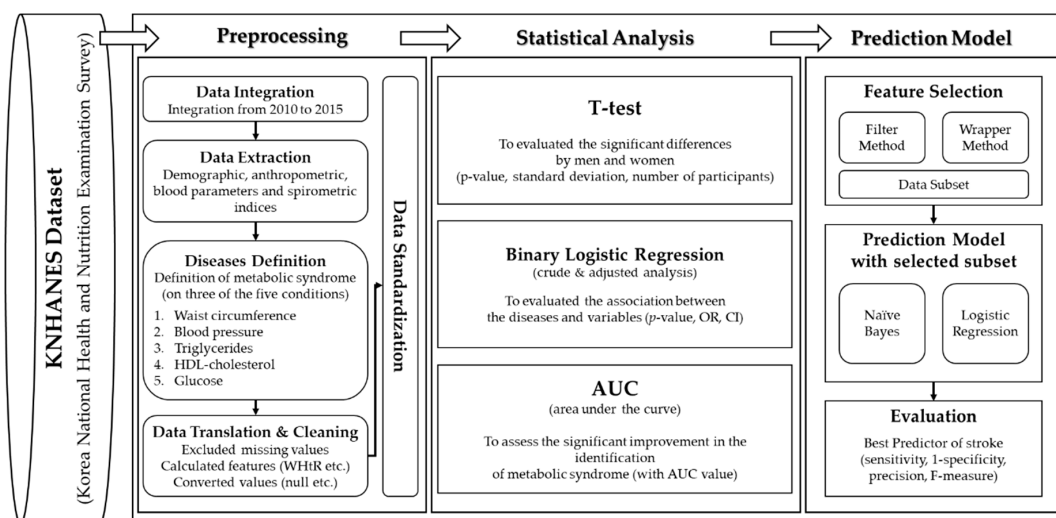 KNHANES Dataset
(Korea National Health and Nutrition Examination Survey)
Preprocessing
Data Integration
Integration from 2010 to 2015
Data Extraction
Demographic, anthropometric,
blood parameters and spirometric
indices
Diseases Definition
Definition of metabolic syndrome
(on three of the five conditions)
1. Waist circumference
2. Blood pressure
3. Triglycerides
4. HDL-cholesterol
5. Glucose
Data Translation & Cleaning
Excluded missing values
Calculated features (WHtR etc.)
Converted values (null etc.)
Data Standardization
Statistical Analysis
T-test
To evaluated the significant differences
by men and women
(p-value, standard deviation, number of participants)
Binary Logistic Regression
(crude & adjusted analysis)
To evaluated the association between
the diseases and variables (p-value, OR, CI)
AUC
(area under the curve)
To assess the significant improvement in the
identification
of metabolic syndrome (with AUC value)
Prediction Model
Feature Selection
Filter
Method
Wrapper
Method
Data Subset
Prediction Model
with selected subset
Naïve
Bayes
Logistic
Regression
Evaluation
Best Predictor of stroke
(sensitivity, 1-specificity,
precision, F-measure)